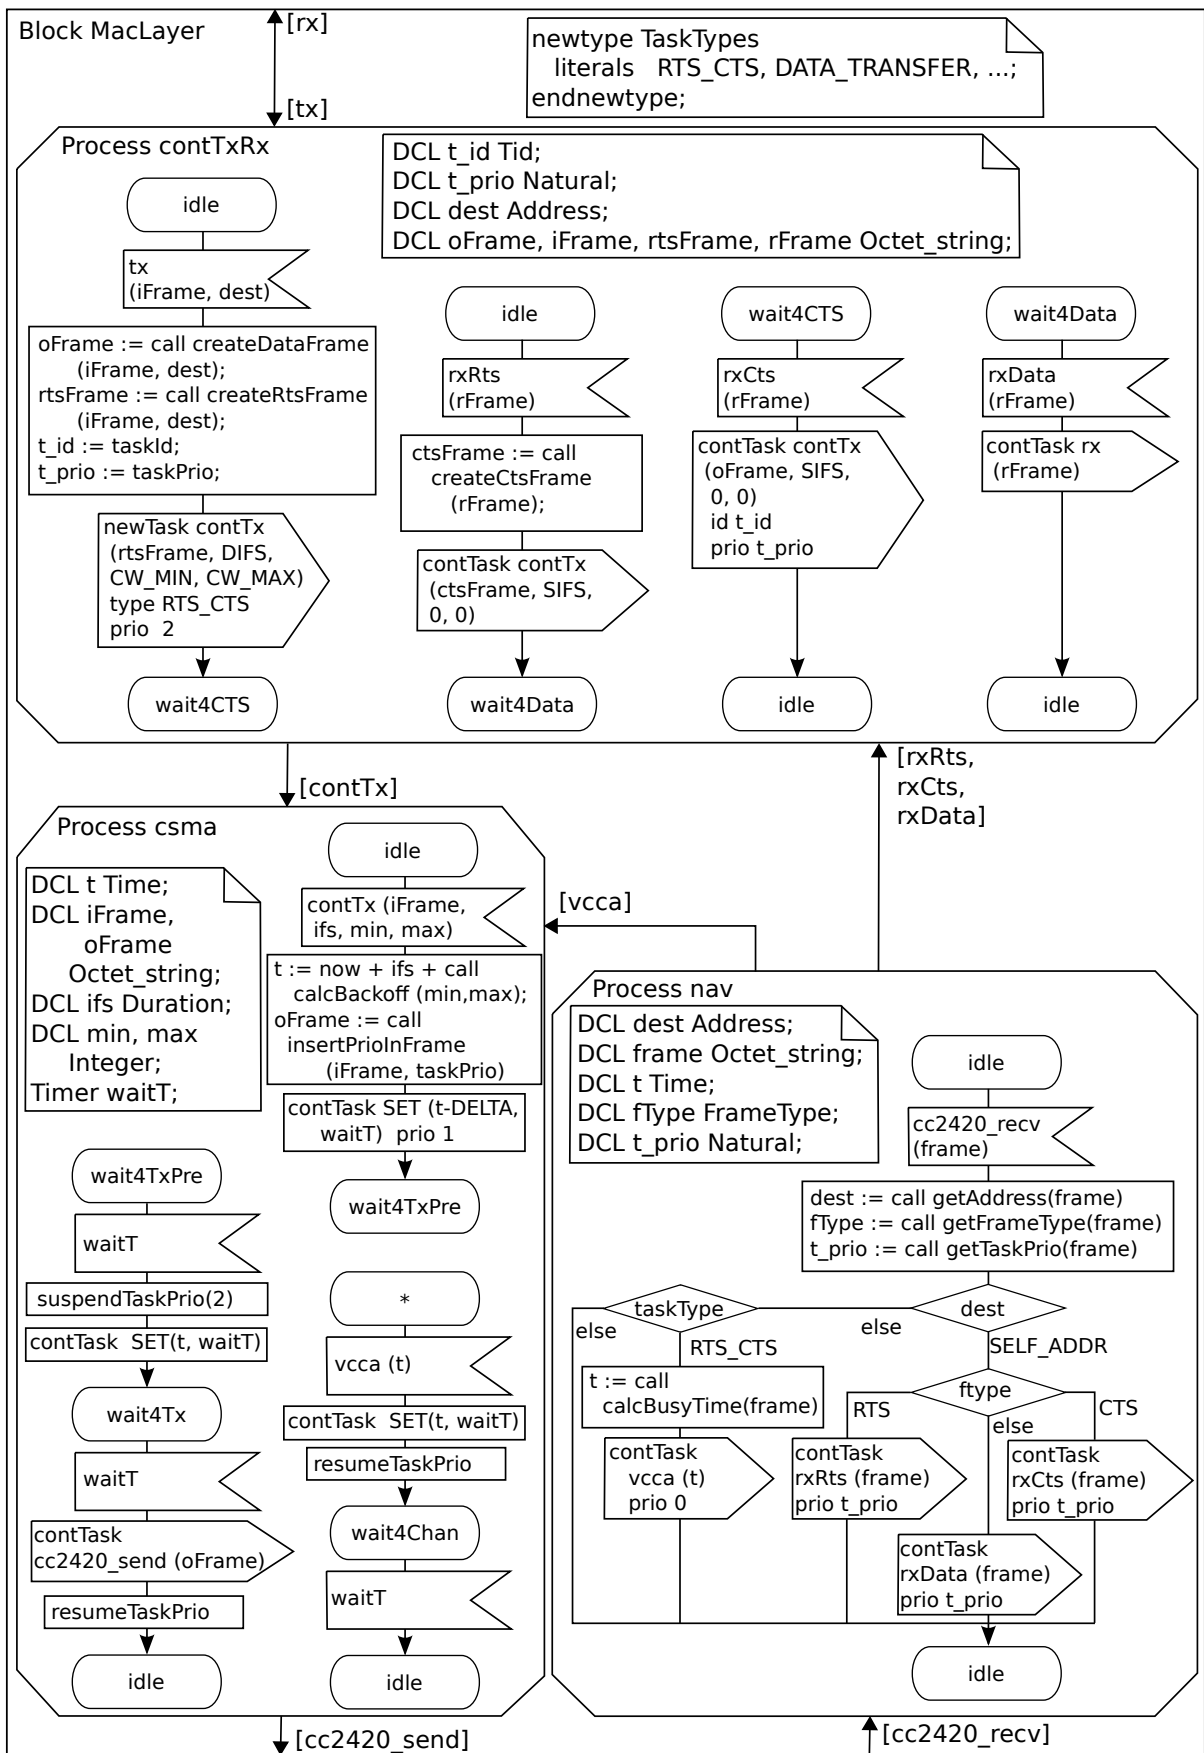 Block MacLayer
[rx]
newtype TaskTypes
literals RTS_CTS, DATA_TRANSFER, ...;
endnewtype;
[tx]
Process contTxRx
DCL t_id Tid;
DCL t_prio Natural;
DCL dest Address;
DCL oFrame, iFrame, rtsFrame, rFrame Octet_string;
idle
tx
(iFrame, dest)
oFrame := call createDataFrame
(iFrame, dest);
rtsFrame := call createRtsFrame
(iFrame, dest);
t_id := taskId;
t_prio := taskPrio;
newTask contTx
(rtsFrame, DIFS,
CW_MIN, CW_MAX)
type RTS_CTS
prio 2
wait4CTS
idle
rxRts
(rFrame)
ctsFrame := call
createCtsFrame
(rFrame);
contTask contTx
(ctsFrame, SIFS,
0, 0)
wait4Data
wait4CTS
rxCts
(rFrame)
contTask contTx
(oFrame, SIFS,
0, 0)
id t_id
prio t_prio
idle
wait4Data
rxData
(rFrame)
contTask rx
(rFrame)
idle
[contTx]
[rxRts,
rxCts,
rxData]
Process csma
DCL t Time;
DCL iFrame,
oFrame
Octet_string;
DCL ifs Duration;
DCL min, max
Integer;
Timer waitT;
idle
contTx (iFrame,
ifs, min, max)
t := now + ifs + call
calcBackoff (min,max);
oFrame := call
insertPrioInFrame
(iFrame, taskPrio)
contTask SET (t-DELTA,
waitT) prio 1
wait4TxPre
wait4TxPre
waitT
suspendTaskPrio(2)
contTask SET(t, waitT)
wait4Tx
waitT
contTask
cc2420_send (oFrame)
resumeTaskPrio
idle
*
vcca (t)
contTask SET(t, waitT)
resumeTaskPrio
wait4Chan
waitT
idle
[vcca]
Process nav
DCL dest Address;
DCL frame Octet_string;
DCL t Time;
DCL fType FrameType;
DCL t_prio Natural;
idle
cc2420_recv
(frame)
dest := call getAddress(frame)
fType := call getFrameType(frame)
t_prio := call getTaskPrio(frame)
taskType
dest
else
else
RTS_CTS
SELF_ADDR
t := call
calcBusyTime(frame)
ftype
RTS
else
CTS
contTask
vcca (t)
prio 0
contTask
rxRts (frame)
prio t_prio
contTask
rxCts (frame)
prio t_prio
contTask
rxData (frame)
prio t_prio
idle
[cc2420_send]
[cc2420_recv]